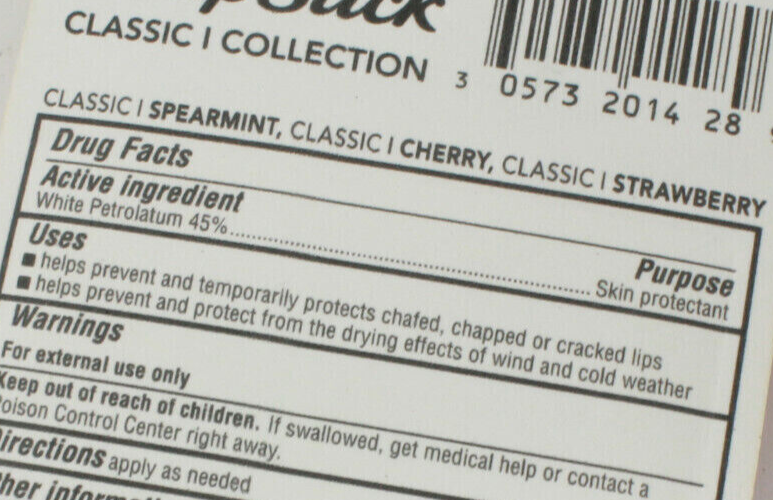 CLASSIC | COLLECTION
3 0573 2014 28
CLASSIC | SPEARMINT, CLASSIC | CHERRY, CLASSIC | STRAWBERRY
Drug Facts
Active ingredient Purpose
White Petrolatum 45%........................................................ Skin protectant
Uses
■ helps prevent and temporarily protects chafed, chapped or cracked lips
■ helps prevent and protect from the drying effects of wind and cold weather
Warnings
For external use only
Keep out of reach of children. If swallowed, get medical help or contact a
Poison Control Center right away.
Directions apply as needed